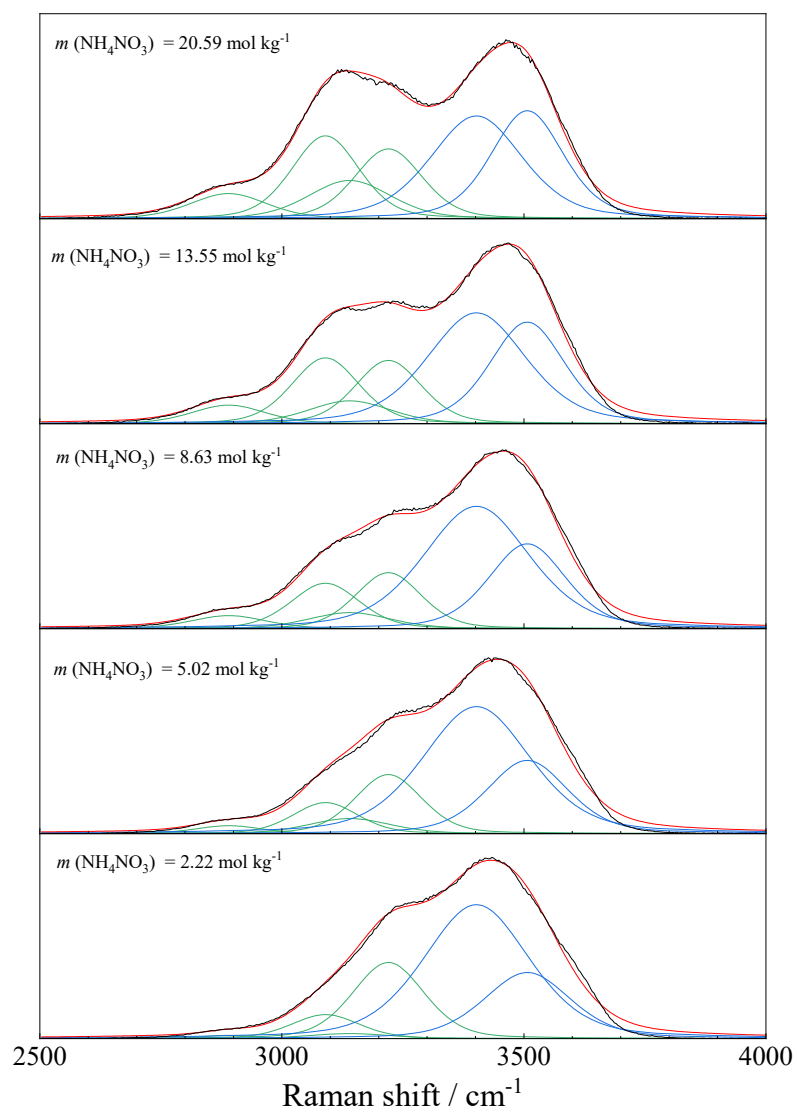 m (NH₄NO₃) = 20.59 mol kg⁻¹
m (NH₄NO₃) = 13.55 mol kg⁻¹
m (NH₄NO₃) = 8.63 mol kg⁻¹
m (NH₄NO₃) = 5.02 mol kg⁻¹
m (NH₄NO₃) = 2.22 mol kg⁻¹
2500 3000 3500 4000
Raman shift / cm⁻¹